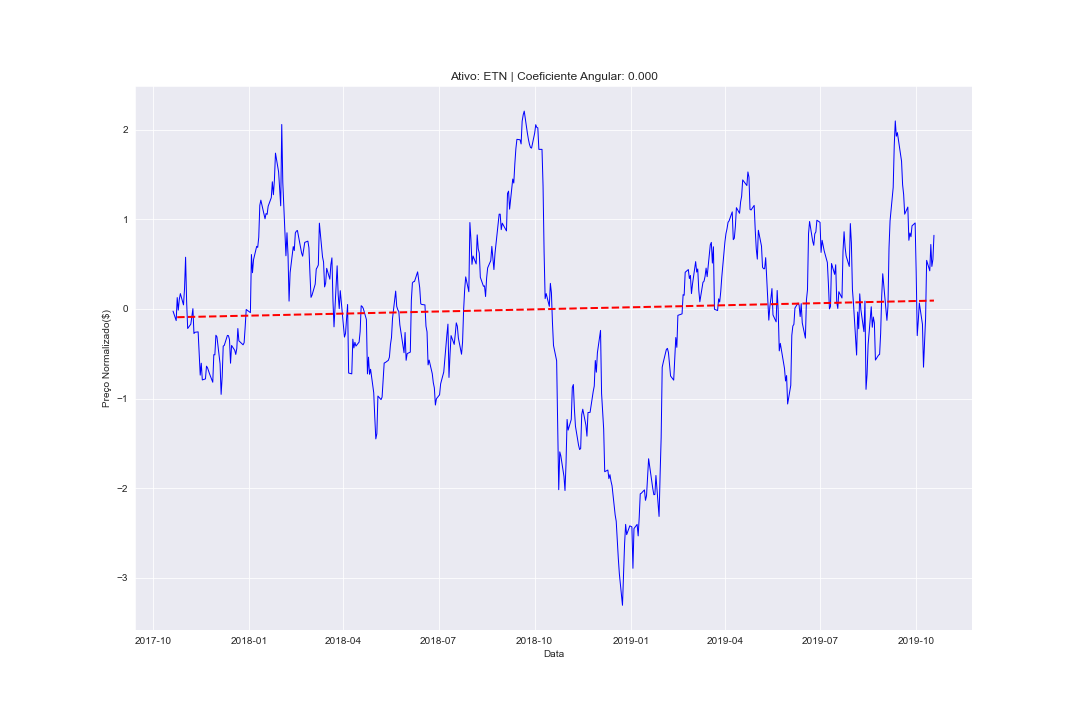 Ativo: ETN | Coeficiente Angular: 0.000
Preço Normalizado($)
2
1
0
−1
−2
−3
2017-10 2018-01 2018-04 2018-07 2018-10 2019-01 2019-04 2019-07 2019-10
Data